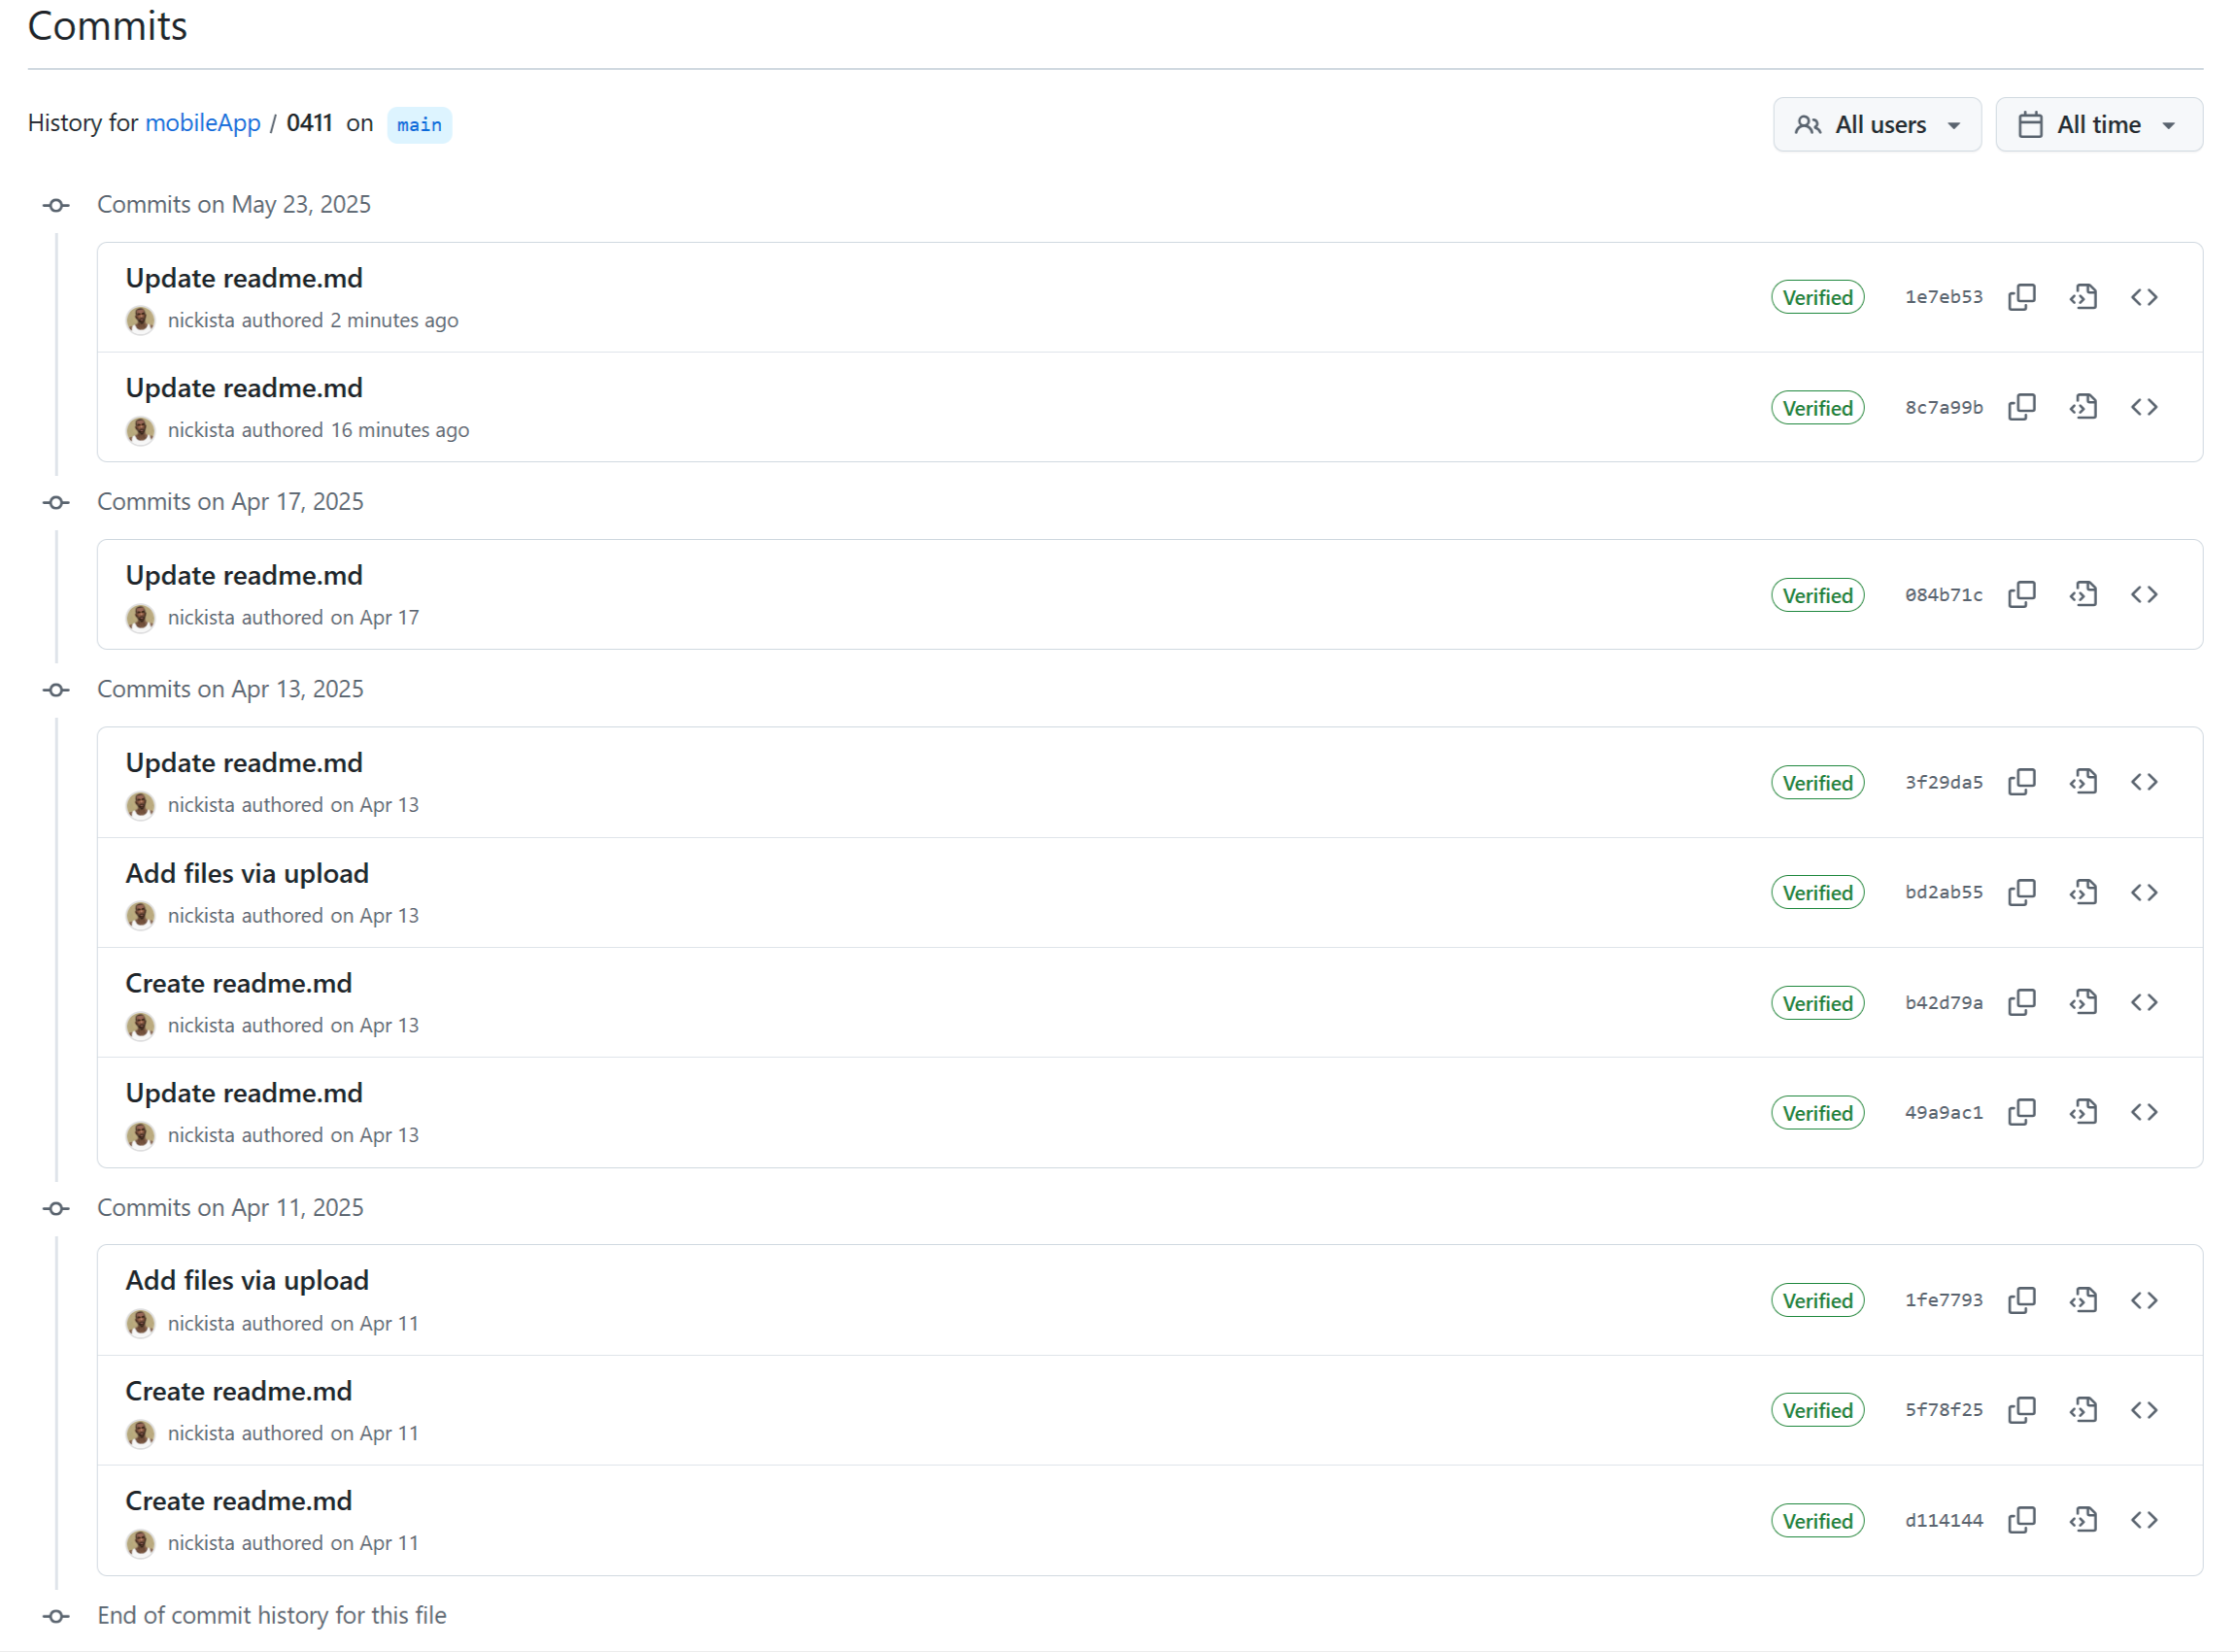 Commits
History for mobileApp / 0411 on main
All users
All time
Commits on May 23, 2025
Update readme.md
nickista authored 2 minutes ago
Verified
1e7eb53
Update readme.md
nickista authored 16 minutes ago
Verified
8c7a99b
Commits on Apr 17, 2025
Update readme.md
nickista authored on Apr 17
Verified
084b71c
Commits on Apr 13, 2025
Update readme.md
nickista authored on Apr 13
Verified
3f29da5
Add files via upload
nickista authored on Apr 13
Verified
bd2ab55
Create readme.md
nickista authored on Apr 13
Verified
b42d79a
Update readme.md
nickista authored on Apr 13
Verified
49a9ac1
Commits on Apr 11, 2025
Add files via upload
nickista authored on Apr 11
Verified
1fe7793
Create readme.md
nickista authored on Apr 11
Verified
5f78f25
Create readme.md
nickista authored on Apr 11
Verified
d114144
End of commit history for this file